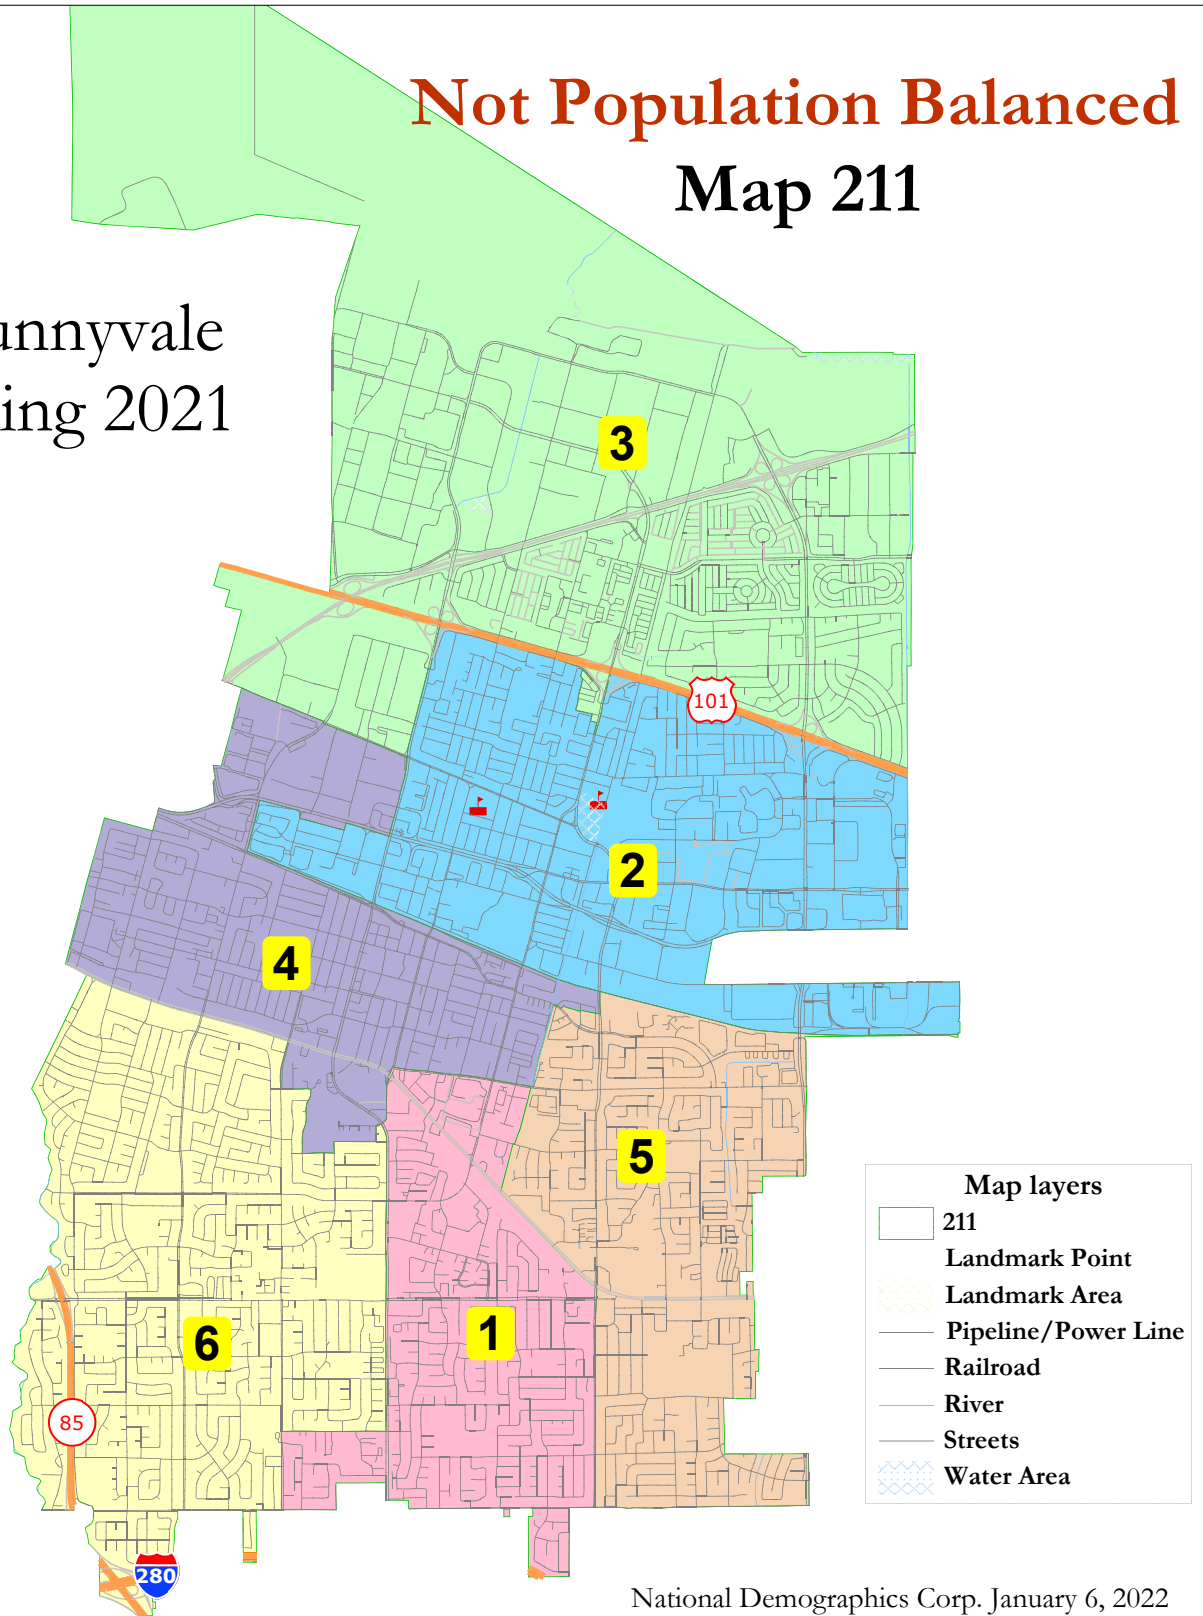 Not Population Balanced
Map 211
unnyvale
ing 2021
3
101
2
4
5
6
1
85
280
Map layers
211
Landmark Point
Landmark Area
Pipeline/Power Line
Railroad
River
Streets
Water Area
National Demographics Corp. January 6, 2022